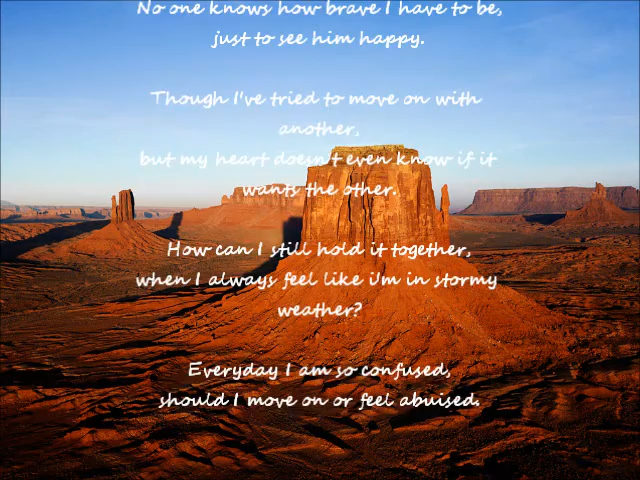 No one knows how brave I have to be,
just to see him happy.
Though I've tried to move on with
another,
but my heart doesn't even know if it
wants the other.
How can I still hold it together,
when I always feel like i'm in stormy
weather?
Everyday I am so confused,
should I move on or feel abuised.